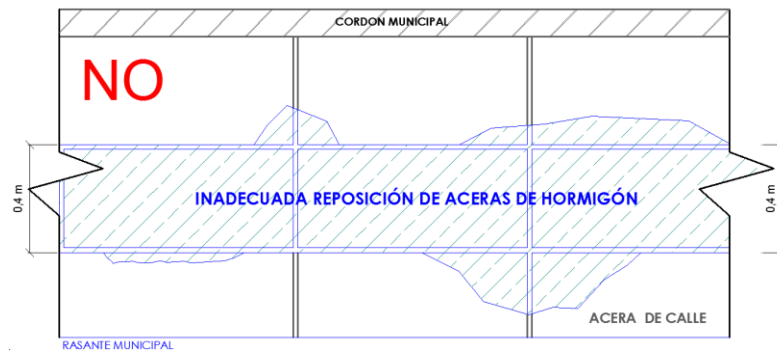 CORDON MUNICIPAL
NO
0,4 m
INADECUADA REPOSICIÓN DE ACERAS DE HORMIGÓN
0,4 m
ACERA DE CALLE
RASANTE MUNICIPAL